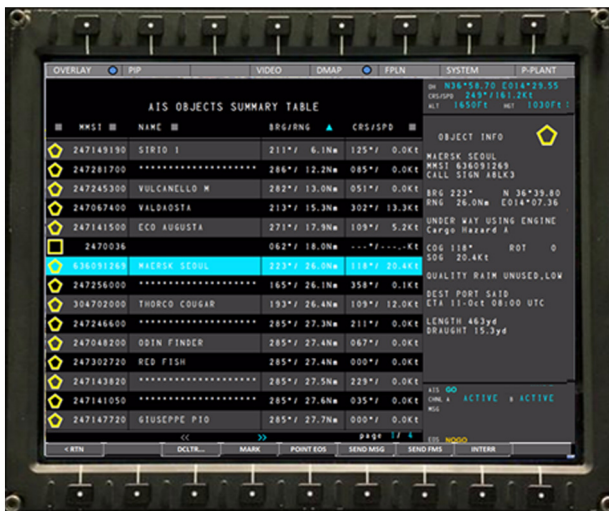 OVERLAY PIP VIDEO DMAP FPLN SYSTEM P-PLANT
OH N36°58.70 E014°29.55
CRS/SPD 249°/161.2Kt
ALT 1650Ft HGT 1030Ft
AIS OBJECTS SUMMARY TABLE
MMSI NAME BRG/RNG ▲ CRS/SPD
247149190 SIRIO 1 211°/ 6.1Nm 125°/ 0.0Kt
247281700 ****************** 286°/ 12.2Nm 085°/ 0.0Kt
247245300 VULCANELLO M 282°/ 13.0Nm 051°/ 0.0Kt
247067400 VALDAOSTA 213°/ 15.3Nm 302°/ 13.3Kt
247141500 ECO AUGUSTA 271°/ 17.9Nm 109°/ 5.2Kt
2470036 062°/ 18.0Nm ---°/---.-Kt
636091269 MAERSK SEOUL 223°/ 26.0Nm 118°/ 20.4Kt
247256000 ****************** 165°/ 26.1Nm 358°/ 0.1Kt
304702000 THORCO COUGAR 193°/ 26.4Nm 109°/ 12.0Kt
247246600 ****************** 285°/ 27.3Nm 211°/ 0.0Kt
247048200 ODIN FINDER 285°/ 27.4Nm 067°/ 0.0Kt
247302720 RED FISH 285°/ 27.4Nm 000°/ 0.0Kt
247143820 ****************** 285°/ 27.5Nm 229°/ 0.0Kt
247141050 ****************** 285°/ 27.6Nm 035°/ 0.0Kt
247147720 GIUSEPPE PIO 285°/ 27.7Nm 000°/ 0.0Kt
<< >> page 1/ 4
OBJECT INFO
MAERSK SEOUL
MMSI 636091269
CALL SIGN A8LK3
BRG 223° N 36°39.80
RNG 26.0Nm E014°07.36
UNDER WAY USING ENGINE
Cargo Hazard A
COG 118° ROT 0
SOG 20.4Kt
QUALITY RAIM UNUSED,LOW
DEST PORT SAID
ETA 11-Oct 08:00 UTC
LENGTH 463yd
DRAUGHT 15.3yd
AIS GO
CHNL A ACTIVE B ACTIVE
MSG
EOS NOGO
< RTN DCLTR... MARK POINT EOS SEND MSG SEND FMS INTERR